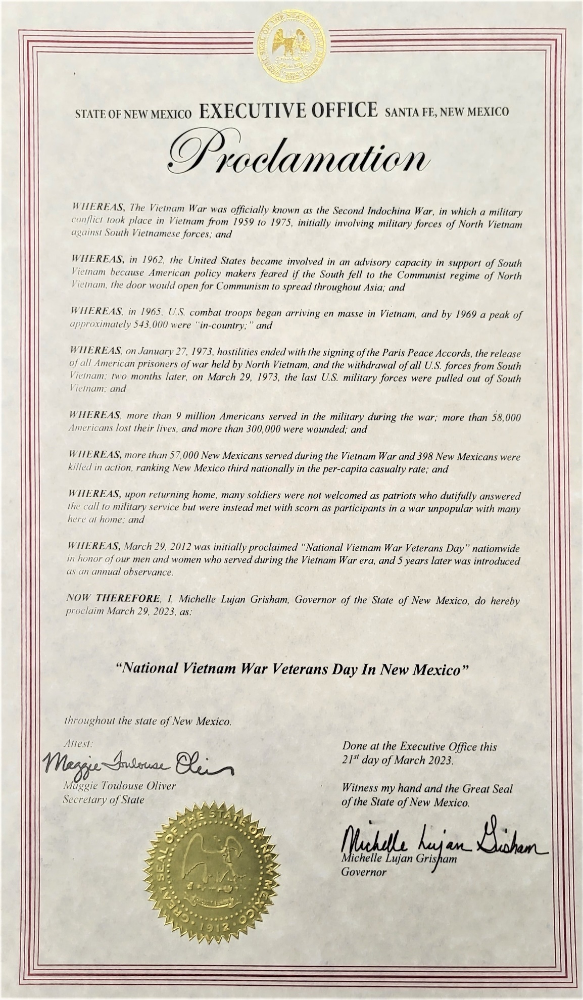 GREAT SEAL OF THE STATE OF NEW MEXICO
1912
STATE OF NEW MEXICO EXECUTIVE OFFICE SANTA FE, NEW MEXICO
Proclamation
WHEREAS, The Vietnam War was officially known as the Second Indochina War, in which a military
conflict took place in Vietnam from 1959 to 1975, initially involving military forces of North Vietnam
against South Vietnamese forces; and
WHEREAS, in 1962, the United States became involved in an advisory capacity in support of South
Vietnam because American policy makers feared if the South fell to the Communist regime of North
Vietnam, the door would open for Communism to spread throughout Asia; and
WHEREAS, in 1965, U.S. combat troops began arriving en masse in Vietnam, and by 1969 a peak of
approximately 543,000 were “in-country;” and
WHEREAS, on January 27, 1973, hostilities ended with the signing of the Paris Peace Accords, the release
of all American prisoners of war held by North Vietnam, and the withdrawal of all U.S. forces from South
Vietnam; two months later, on March 29, 1973, the last U.S. military forces were pulled out of South
Vietnam; and
WHEREAS, more than 9 million Americans served in the military during the war; more than 58,000
Americans lost their lives, and more than 300,000 were wounded; and
WHEREAS, more than 57,000 New Mexicans served during the Vietnam War and 398 New Mexicans were
killed in action, ranking New Mexico third nationally in the per-capita casualty rate; and
WHEREAS, upon returning home, many soldiers were not welcomed as patriots who dutifully answered
the call to military service but were instead met with scorn as participants in a war unpopular with many
here at home; and
WHEREAS, March 29, 2012 was initially proclaimed “National Vietnam War Veterans Day” nationwide
in honor of our men and women who served during the Vietnam War era, and 5 years later was introduced
as an annual observance.
NOW THEREFORE, I, Michelle Lujan Grisham, Governor of the State of New Mexico, do hereby
proclaim March 29, 2023, as:
“National Vietnam War Veterans Day In New Mexico”
throughout the state of New Mexico.
Attest:
Maggie Toulouse Oliver
Maggie Toulouse Oliver
Secretary of State
Done at the Executive Office this
21st day of March 2023.
Witness my hand and the Great Seal
of the State of New Mexico.
Michelle Lujan Grisham
Michelle Lujan Grisham
Governor
GREAT SEAL OF THE STATE OF NEW MEXICO
1912